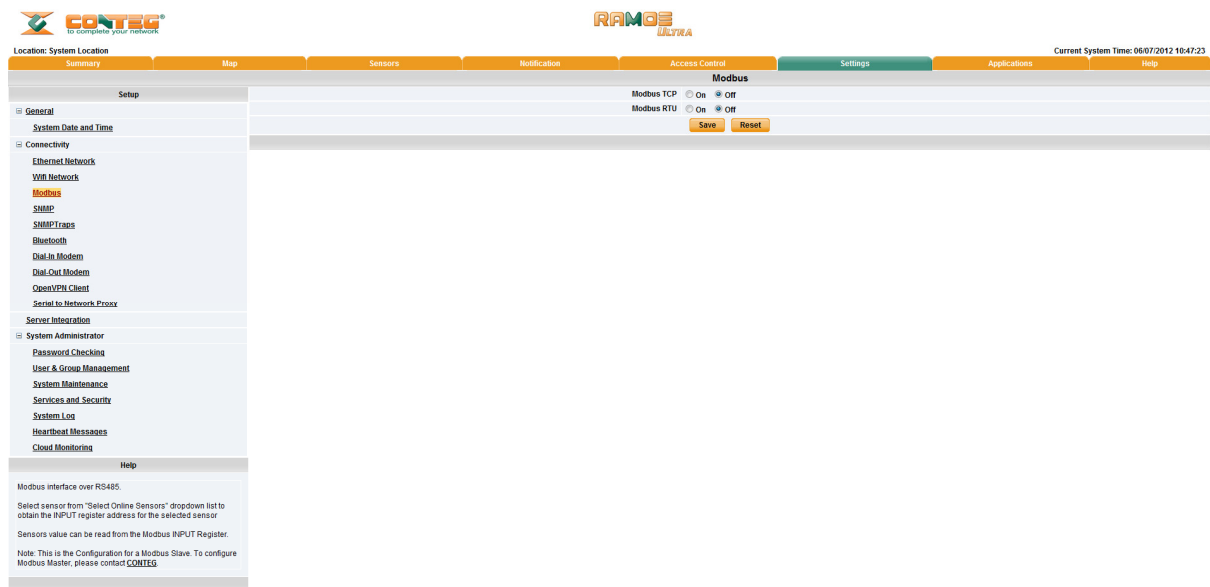 CONTEG®
to complete your network
RAMOS
ULTRA
Location: System Location
Current System Time: 06/07/2012 10:47:23
Summary
Map
Sensors
Notification
Access Control
Settings
Applications
Help
Modbus
Setup
Modbus TCP On Off
General
Modbus RTU On Off
System Date and Time
Save Reset
Connectivity
Ethernet Network
Wifi Network
Modbus
SNMP
SNMPTraps
Bluetooth
Dial-In Modem
Dial-Out Modem
OpenVPN Client
Serial to Network Proxy
Server Integration
System Administrator
Password Checking
User & Group Management
System Maintenance
Services and Security
System Log
Heartbeat Messages
Cloud Monitoring
Help
Modbus interface over RS485.
Select sensor from "Select Online Sensors" dropdown list to
obtain the INPUT register address for the selected sensor
Sensors value can be read from the Modbus INPUT Register.
Note: This is the Configuration for a Modbus Slave. To configure
Modbus Master, please contact CONTEG.